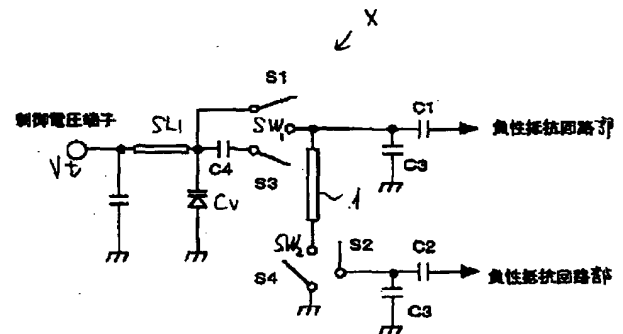 X
S1
制御電圧端子
SL1
SW1
C1
負性抵抗回路部
Vt
C4
S3
C3
Cv
1
SW2
S2
S4
C2
負性抵抗回路部
C3